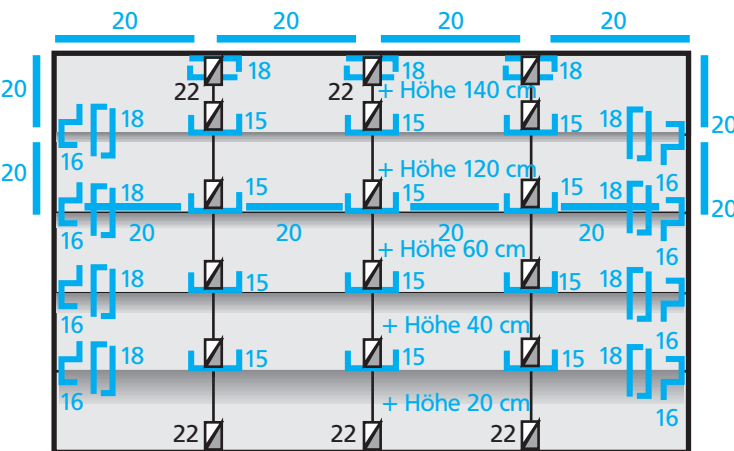 20 20 20 20
18 18 18
20 22 22 + Höhe 140 cm
18 15 15 15 18 20
16
+ Höhe 120 cm
20 18 15 15 15 18 16
20
16 20 20 20 20
+ Höhe 60 cm 16
18 15 15 15 18
16 + Höhe 40 cm
16
18 15 15 15 18
16 + Höhe 20 cm
16
22 22 22